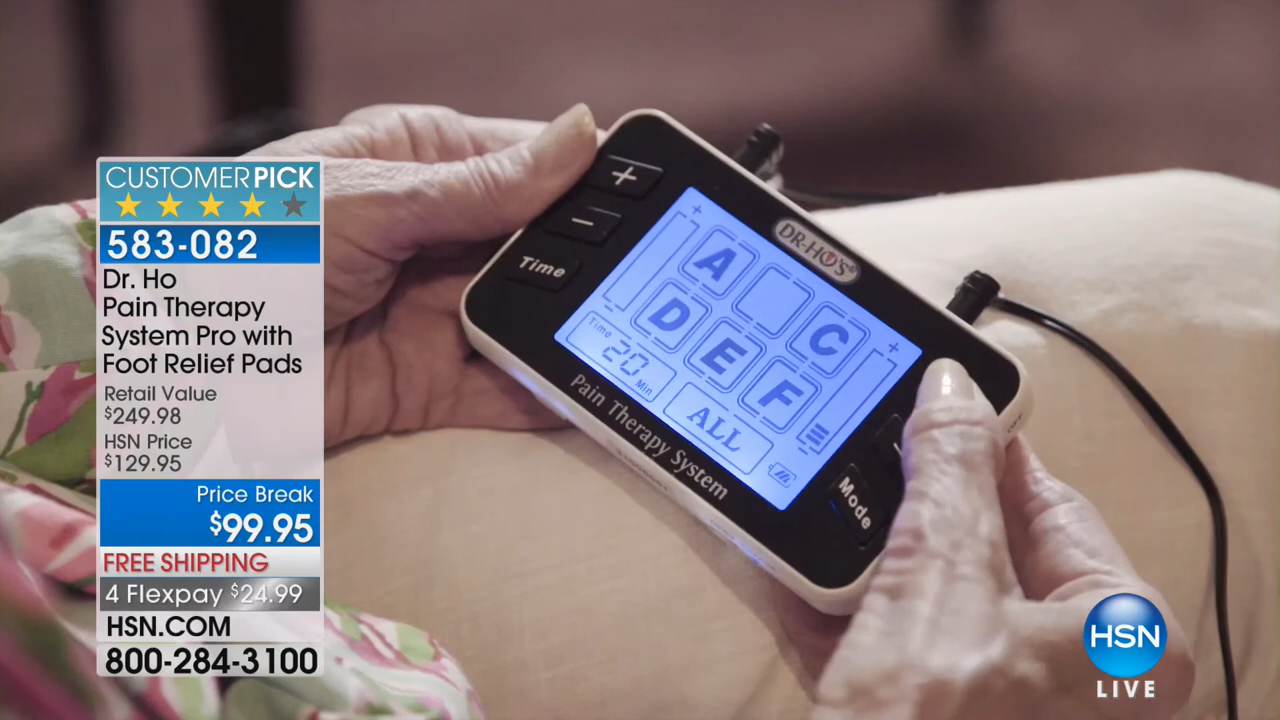 CUSTOMERPICK
583-082
Dr. Ho
Pain Therapy
System Pro with
Foot Relief Pads
Retail Value
$249.98
HSN Price
$129.95
Price Break
$99.95
FREE SHIPPING
4 Flexpay $24.99
HSN.COM
800-284-3100
+
−
Time
DR-HO'S®
+
A
C
D
E
F
+
−
−
Time
20
Min
ALL
Pain Therapy System
Mode
HSN
LIVE